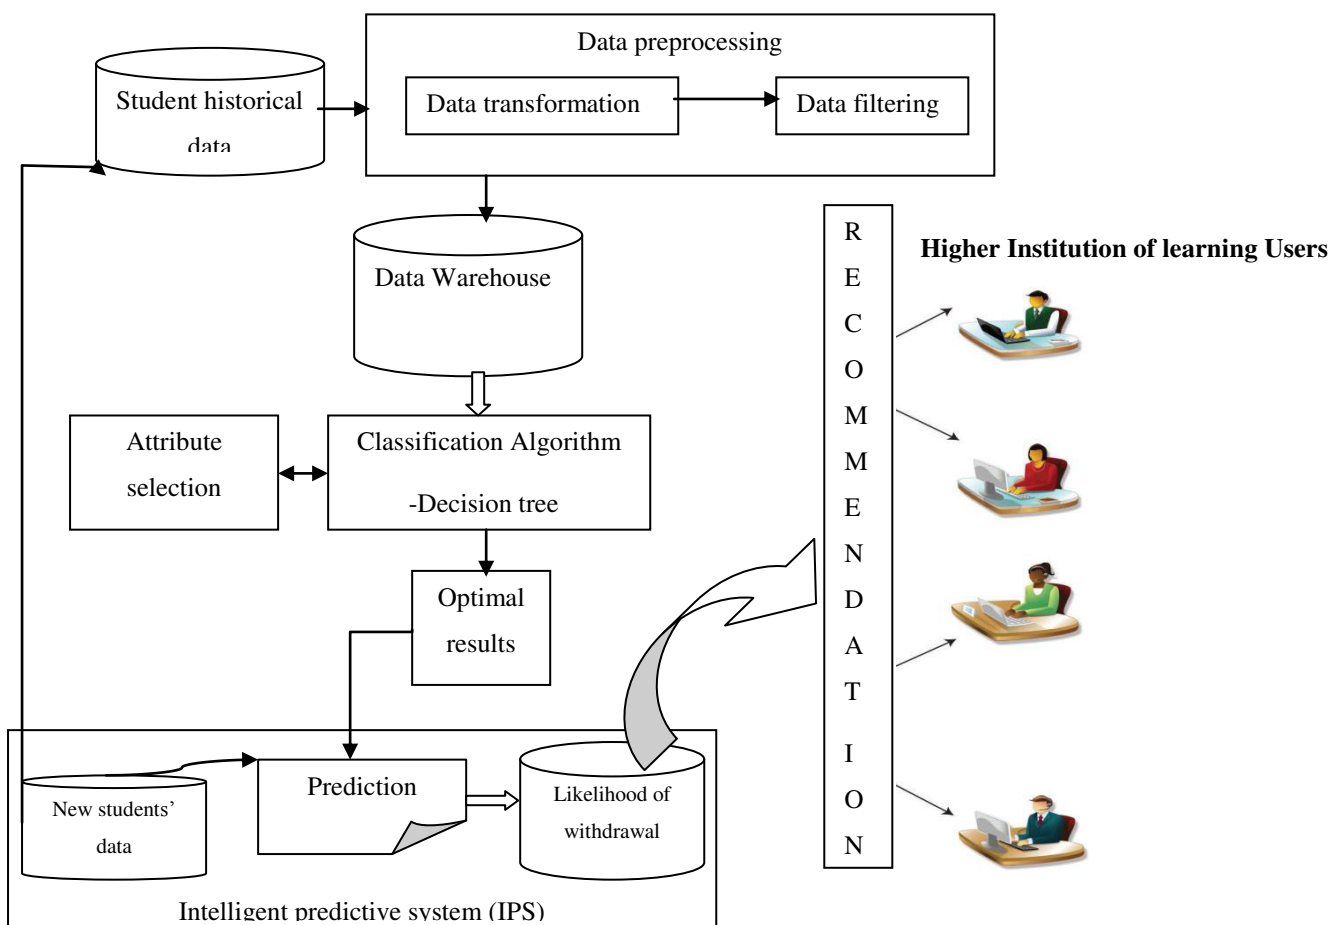 Data preprocessing
Student historical
data
Data transformation
Data filtering
Data Warehouse
Attribute
selection
Classification Algorithm
-Decision tree
Optimal
results
New students’
data
Prediction
Likelihood of
withdrawal
Intelligent predictive system (IPS)
R
E
C
O
M
M
E
N
D
A
T
I
O
N
Higher Institution of learning Users